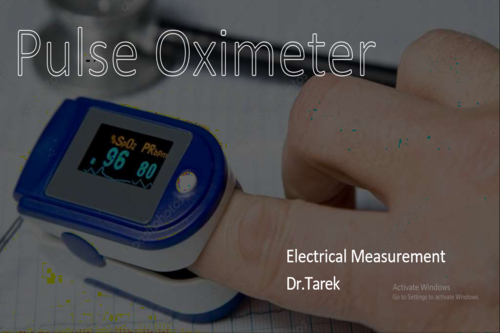 Pulse Oximeter
%SpO2 PRbpm
96 80
Electrical Measurement
Dr.Tarek
Activate Windows
Go to Settings to activate Windows.